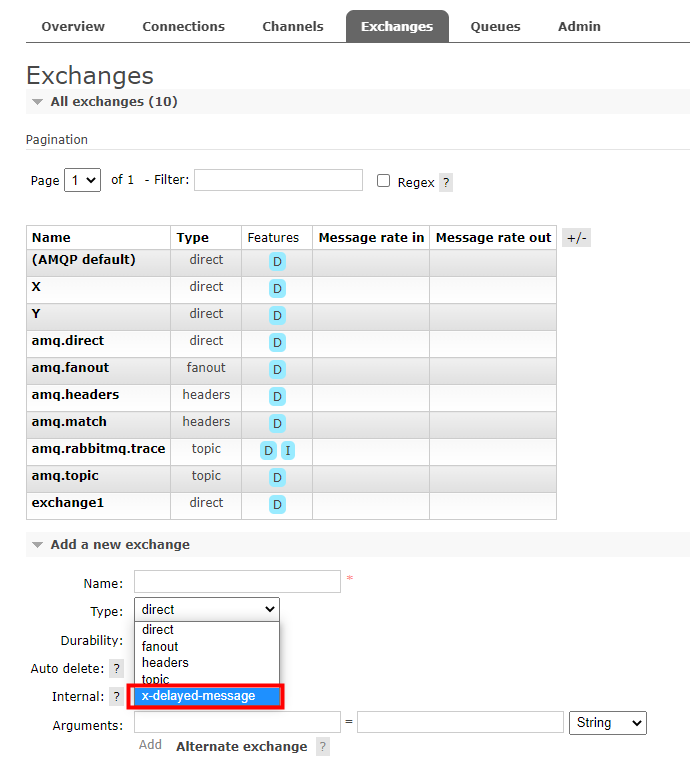 Overview Connections Channels Exchanges Queues Admin
Exchanges
All exchanges (10)
Pagination
Page 1 of 1 - Filter: Regex ?
Name Type Features Message rate in Message rate out +/-
(AMQP default) direct D
X direct D
Y direct D
amq.direct direct D
amq.fanout fanout D
amq.headers headers D
amq.match headers D
amq.rabbitmq.trace topic D I
amq.topic topic D
exchange1 direct D
Add a new exchange
Name: *
Type: direct
direct
Durability:
fanout
headers
Auto delete: ?
topic
Internal: ? x-delayed-message
Arguments: = String
Add Alternate exchange ?